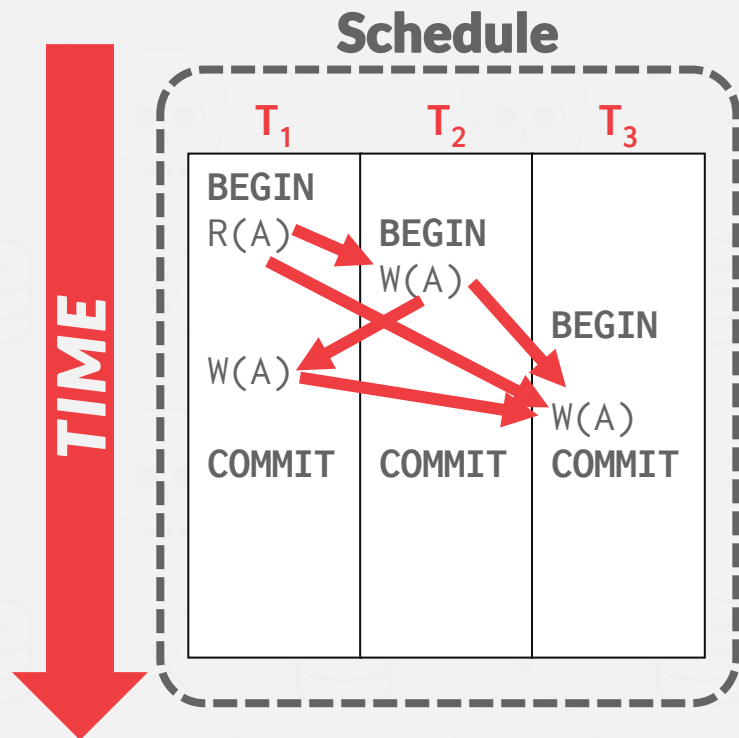 Schedule
TIME
T₁ T₂ T₃
BEGIN
R(A) BEGIN
W(A)
BEGIN
W(A)
W(A)
COMMIT COMMIT COMMIT